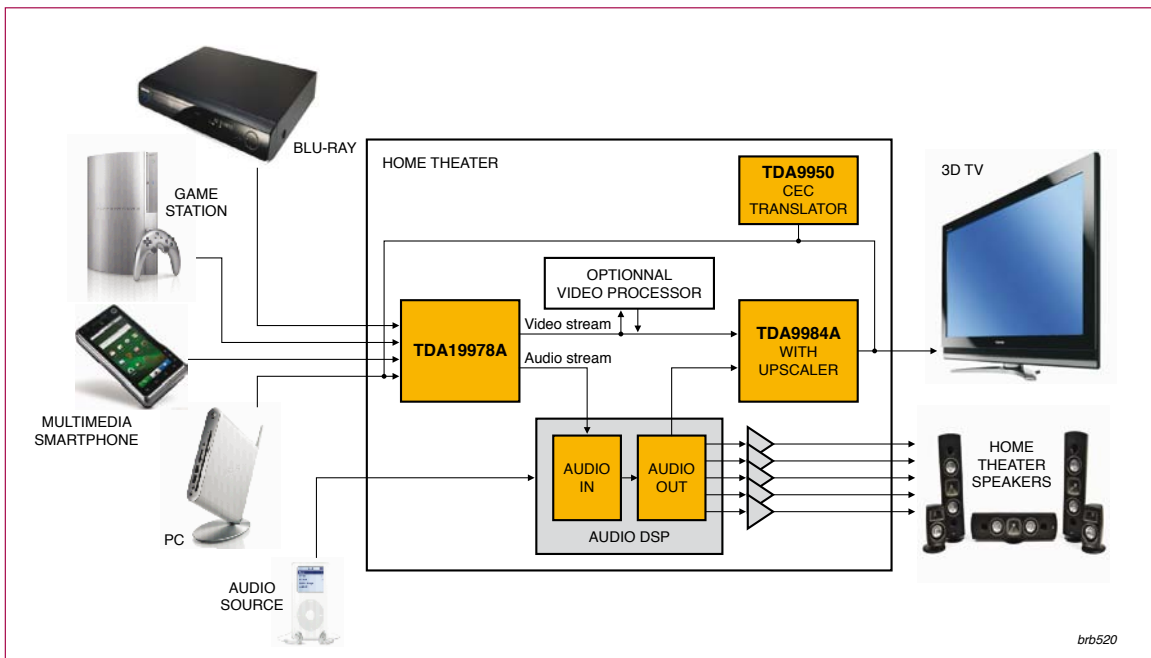 BLU-RAY
GAME
STATION
MULTIMEDIA
SMARTPHONE
PC
AUDIO
SOURCE
HOME THEATER
TDA9950
CEC
TRANSLATOR
OPTIONNAL
VIDEO PROCESSOR
TDA19978A
Video stream
Audio stream
TDA9984A
WITH
UPSCALER
AUDIO
IN
AUDIO
OUT
AUDIO DSP
3D TV
HOME
THEATER
SPEAKERS
brb520